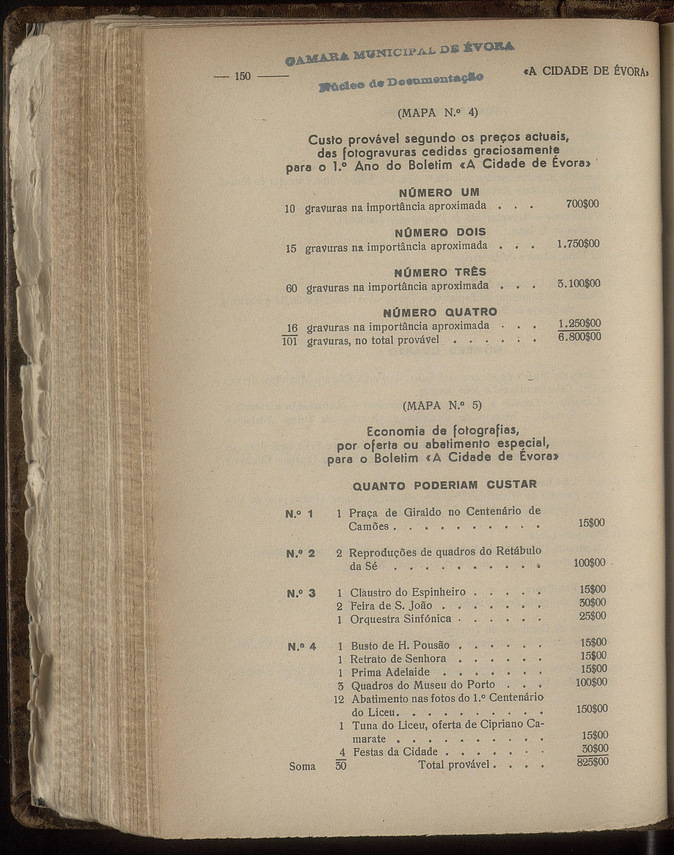 CAMARA MUNICIPAL DE ÉVORA
Núcleo de Documentação
— 150 —
«A CIDADE DE ÉVORA»
(MAPA N.º 4)
Custo provável segundo os preços actuais,
das fotogravuras cedidas graciosamente
para o 1.º Ano do Boletim «A Cidade de Évora»
NÚMERO UM
10 gravuras na importância aproximada . . . 700$00
NÚMERO DOIS
15 gravuras na importância aproximada . . . 1.750$00
NÚMERO TRÊS
60 gravuras na importância aproximada . . . 3.100$00
NÚMERO QUATRO
16 gravuras na importância aproximada . . . 1.250$00
101 gravuras, no total provável . . . . . . 6.800$00
(MAPA N.º 5)
Economia de fotografias,
por oferta ou abatimento especial,
para o Boletim «A Cidade de Évora»
QUANTO PODERIAM CUSTAR
N.º 1 1 Praça de Giraldo no Centenário de
Camões . . . . . . . . . . 15$00
N.º 2 2 Reproduções de quadros do Retábulo
da Sé . . . . . . . . . . 100$00
N.º 3 1 Claustro do Espinheiro . . . . . 15$00
2 Feira de S. João . . . . . . . 30$00
1 Orquestra Sinfónica . . . . . . 25$00
N.º 4 1 Busto de H. Pousão . . . . . . 15$00
1 Retrato de Senhora . . . . . . 15$00
1 Prima Adelaide . . . . . . . 15$00
3 Quadros do Museu do Porto . . . 100$00
12 Abatimento nas fotos do 1.º Centenário
do Liceu. . . . . . . . . . 150$00
1 Tuna do Liceu, oferta de Cipriano Ca-
marate . . . . . . . . . . 15$00
4 Festas da Cidade . . . . . . . 30$00
Soma 30 Total provável . . . . 825$00